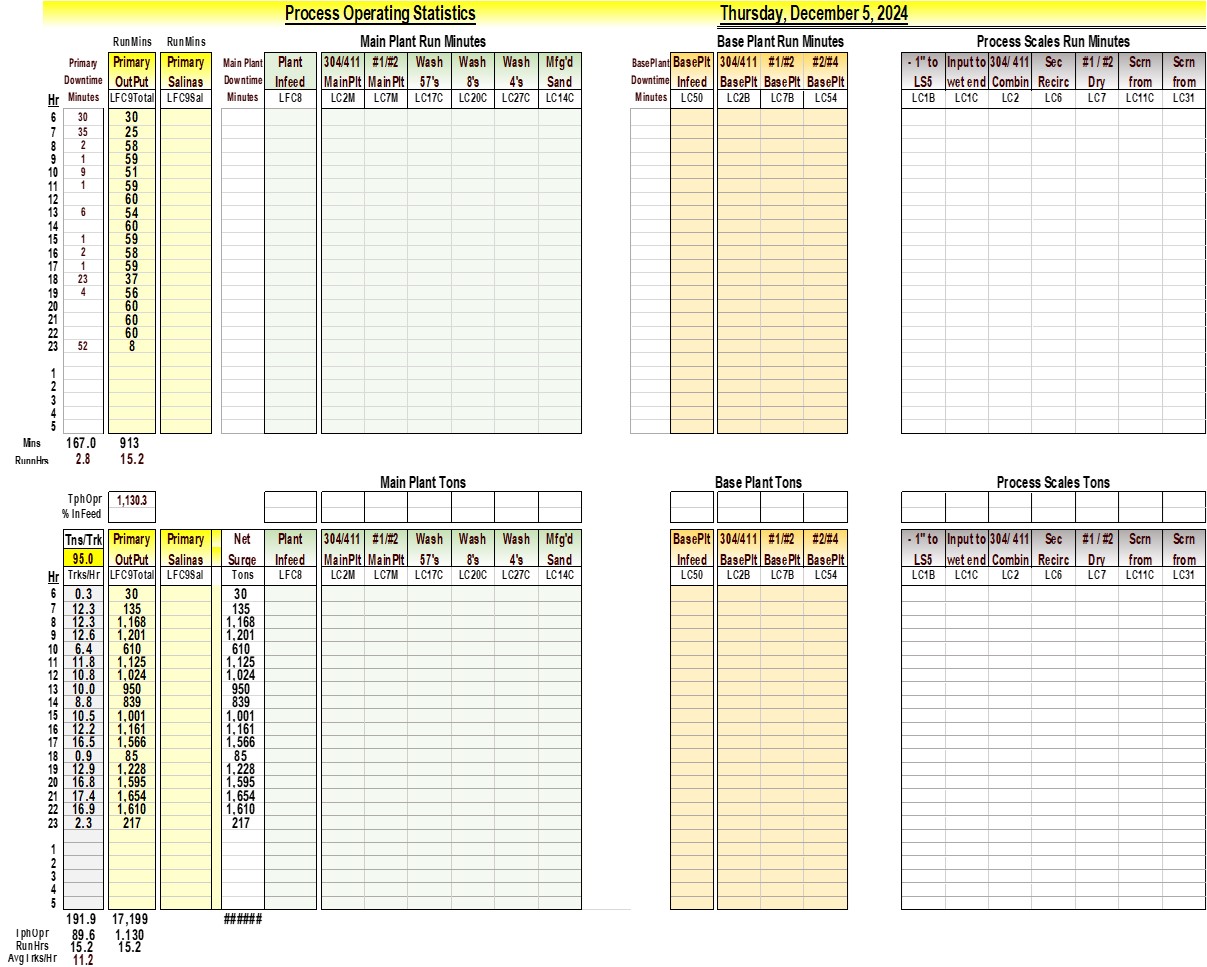 Process Operating Statistics Thursday, December 5, 2024
RunMins RunMins Main Plant Run Minutes Base Plant Run Minutes Process Scales Run Minutes
Primary Primary Primary Main Plant Plant 304/411 #1/#2 Wash Wash Wash Mfg'd BasePlant BasePlt 304/411 #1/#2 #2/#4 - 1" to Input to 304/ 411 Sec #1 / #2 Scrn Scrn
Downtime OutPut Salinas Downtime Infeed MainPlt MainPlt 57's 8's 4's Sand Downtime Infeed BasePlt BasePlt BasePlt LS5 wet end Combin Recirc Dry from from
Hr Minutes LFC9Total LFC9Sal Minutes LFC8 LC2M LC7M LC17C LC20C LC27C LC14C Minutes LC50 LC2B LC7B LC54 LC1B LC1C LC2 LC6 LC7 LC11C LC31
6 30 30
7 35 25
8 2 58
9 1 59
10 9 51
11 1 59
12 60
13 6 54
14 60
15 1 59
16 2 58
17 1 59
18 23 37
19 4 56
20 60
21 60
22 60
23 52 8
1
2
3
4
5
Mins 167.0 913
RunnHrs 2.8 15.2
Main Plant Tons Base Plant Tons Process Scales Tons
TphOpr 1,130.3
% InFeed
Tns/Trk Primary Primary Net Plant 304/411 #1/#2 Wash Wash Wash Mfg'd BasePlt 304/411 #1/#2 #2/#4 - 1" to Input to 304/ 411 Sec #1 / #2 Scrn Scrn
95.0 OutPut Salinas Surge Infeed MainPlt MainPlt 57's 8's 4's Sand Infeed BasePlt BasePlt BasePlt LS5 wet end Combin Recirc Dry from from
Hr Trks/Hr LFC9Total LFC9Sal Tons LFC8 LC2M LC7M LC17C LC20C LC27C LC14C LC50 LC2B LC7B LC54 LC1B LC1C LC2 LC6 LC7 LC11C LC31
6 0.3 30 30
7 12.3 135 135
8 12.3 1,168 1,168
9 12.6 1,201 1,201
10 6.4 610 610
11 11.8 1,125 1,125
12 10.8 1,024 1,024
13 10.0 950 950
14 8.8 839 839
15 10.5 1,001 1,001
16 12.2 1,161 1,161
17 16.5 1,566 1,566
18 0.9 85 85
19 12.9 1,228 1,228
20 16.8 1,595 1,595
21 17.4 1,654 1,654
22 16.9 1,610 1,610
23 2.3 217 217
1
2
3
4
5
191.9 17,199 ######
TphOpr 89.6 1,130
RunHrs 15.2 15.2
AvgTrks/Hr 11.2